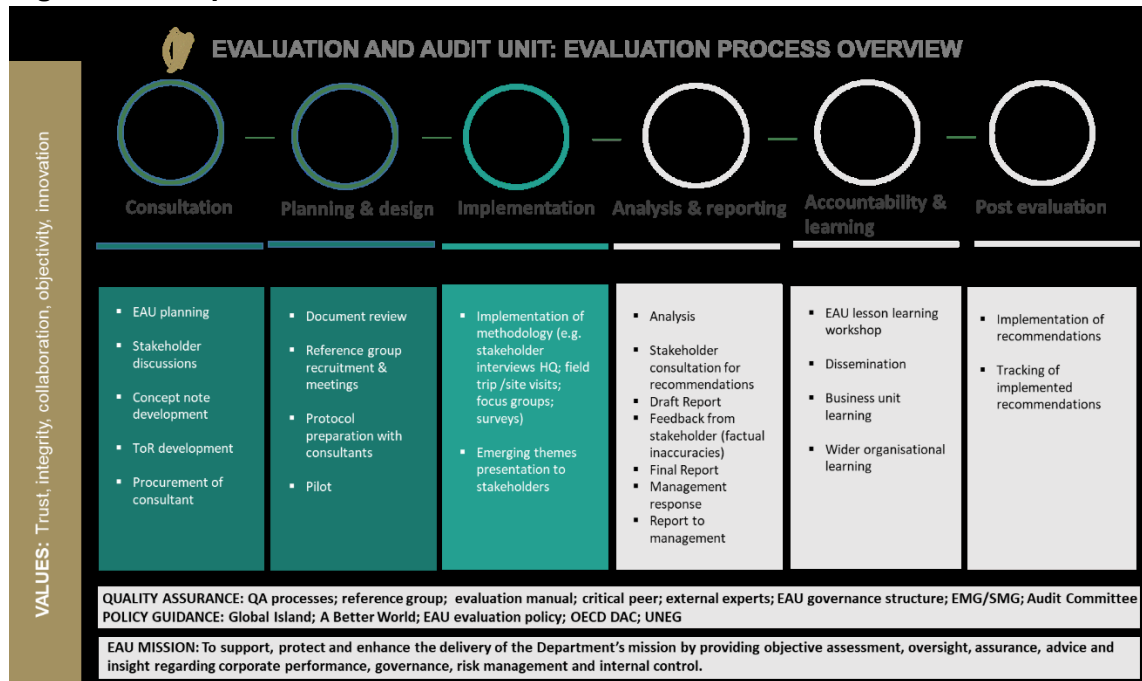 EVALUATION AND AUDIT UNIT: EVALUATION PROCESS OVERVIEW
VALUES: Trust, integrity, collaboration, objectivity, innovation
Consultation
Planning & design
Implementation
Analysis & reporting
Accountability &
learning
Post evaluation
▪ EAU planning
▪ Stakeholder
discussions
▪ Concept note
development
▪ ToR development
▪ Procurement of
consultant
▪ Document review
▪ Reference group
recruitment &
meetings
▪ Protocol
preparation with
consultants
▪ Pilot
▪ Implementation of
methodology (e.g.
stakeholder
interviews HQ; field
trip /site visits;
focus groups;
surveys)
▪ Emerging themes
presentation to
stakeholders
▪ Analysis
▪ Stakeholder
consultation for
recommendations
▪ Draft Report
▪ Feedback from
stakeholder (factual
inaccuracies)
▪ Final Report
▪ Management
response
▪ Report to
management
▪ EAU lesson learning
workshop
▪ Dissemination
▪ Business unit
learning
▪ Wider organisational
learning
▪ Implementation of
recommendations
▪ Tracking of
implemented
recommendations
QUALITY ASSURANCE: QA processes; reference group; evaluation manual; critical peer; external experts; EAU governance structure; EMG/SMG; Audit Committee
POLICY GUIDANCE: Global Island; A Better World; EAU evaluation policy; OECD DAC; UNEG
EAU MISSION: To support, protect and enhance the delivery of the Department's mission by providing objective assessment, oversight, assurance, advice and
insight regarding corporate performance, governance, risk management and internal control.